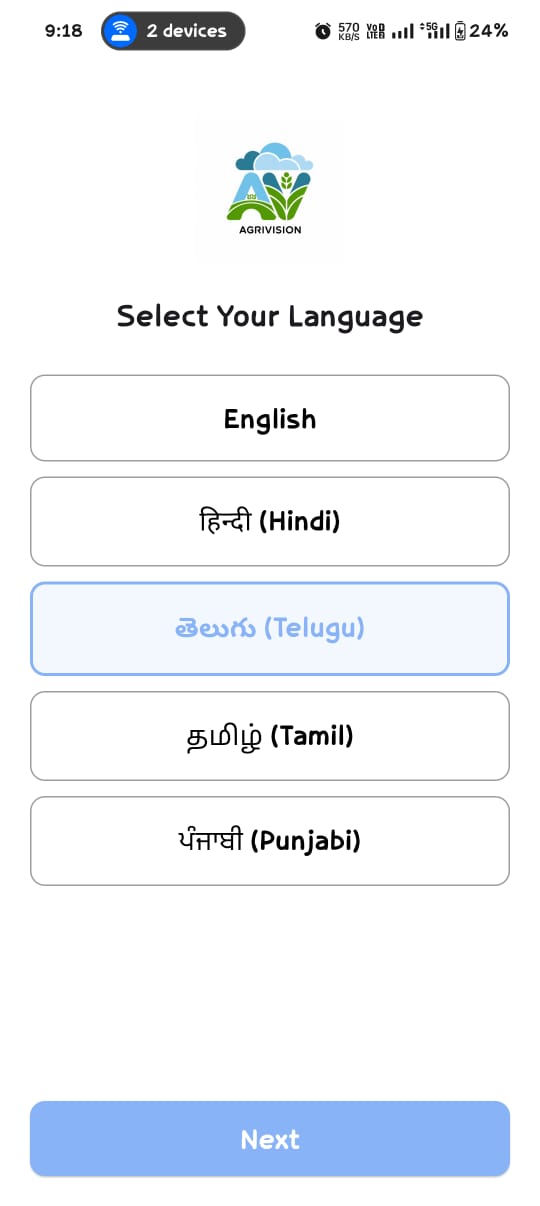 9:18 2 devices 570 KB/S VoD LTED 5G 24%
AGRIVISION
Select Your Language
English
हिन्दी (Hindi)
తెలుగు (Telugu)
தமிழ் (Tamil)
ਪੰਜਾਬੀ (Punjabi)
Next